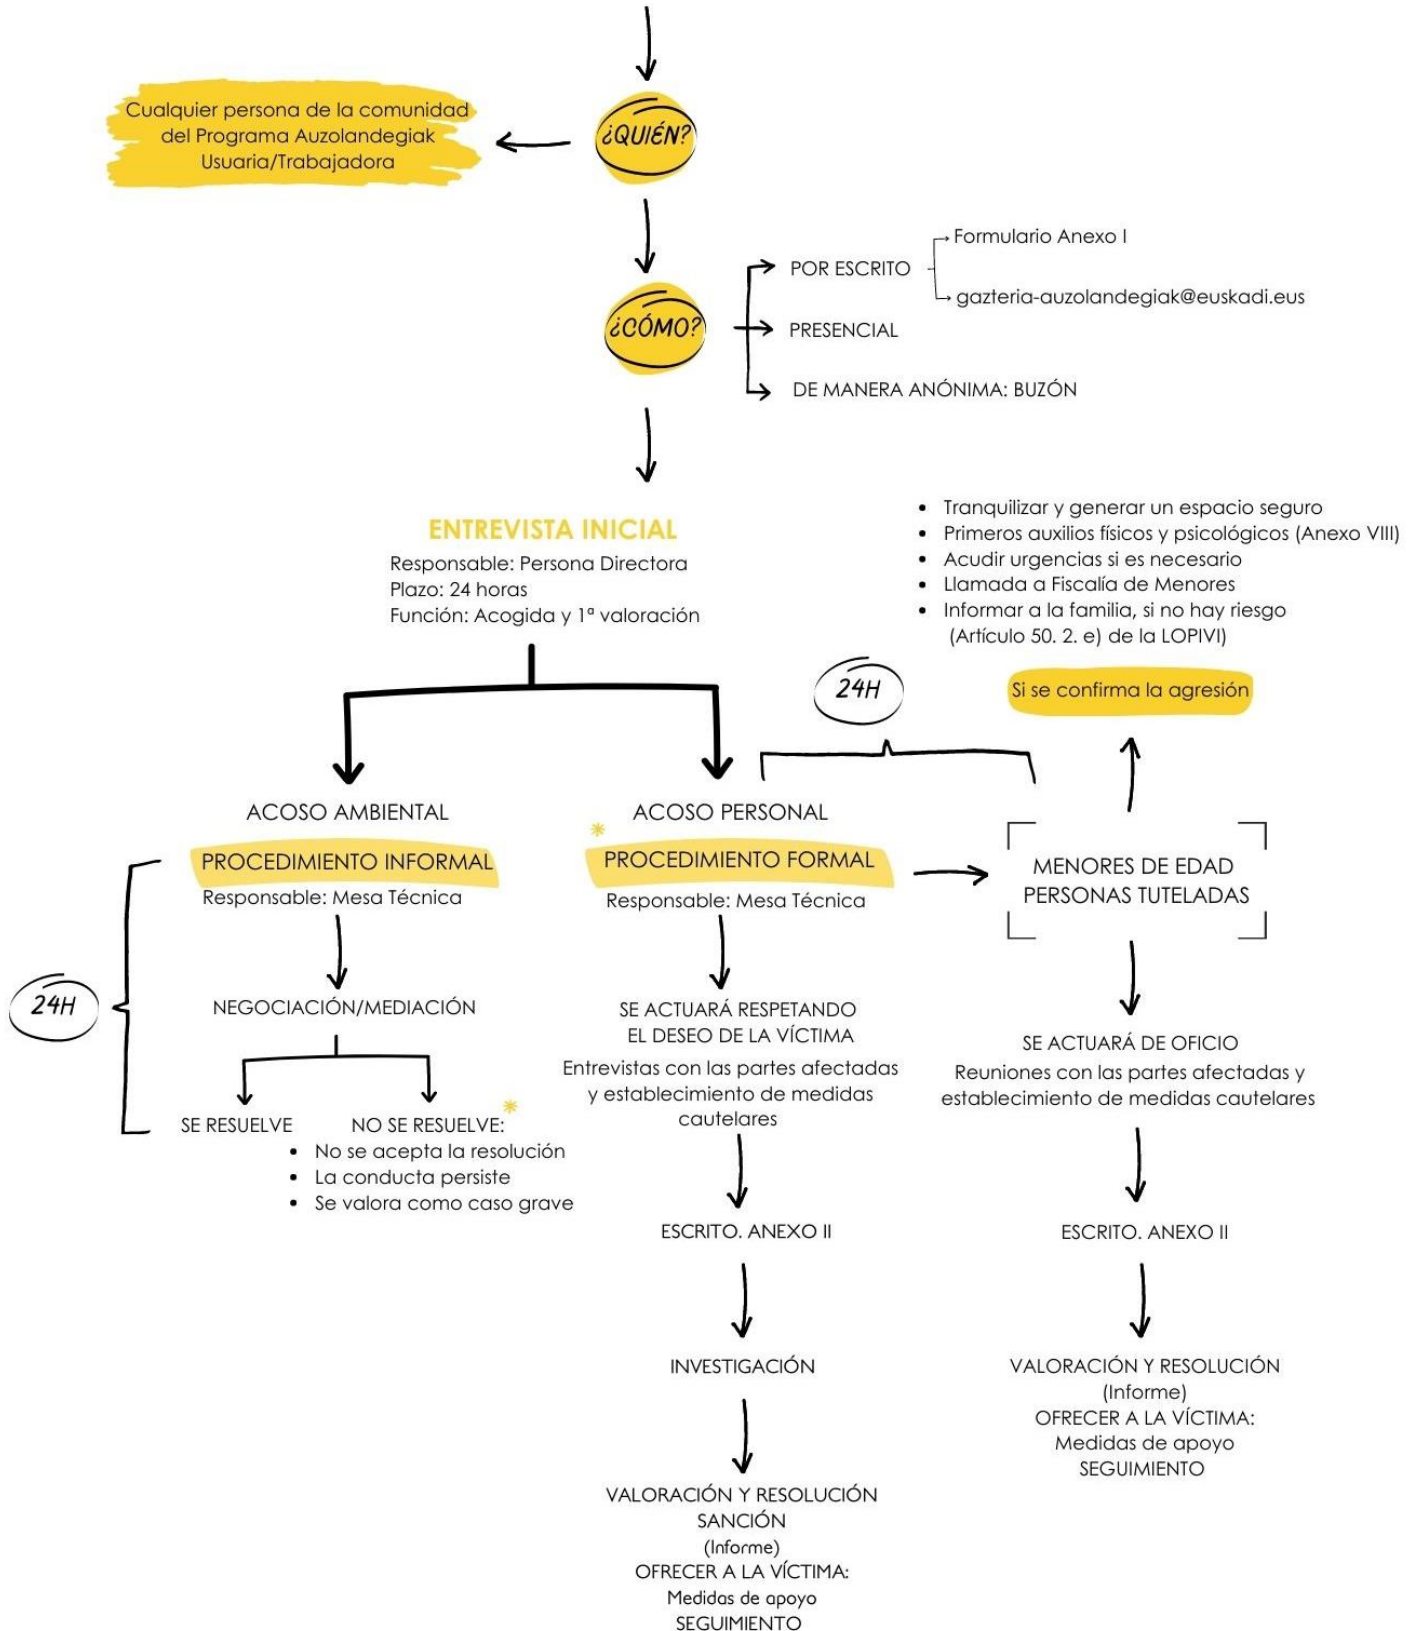 ¿QUIÉN?
Cualquier persona de la comunidad
del Programa Auzolandegiak
Usuaria/Trabajadora
¿CÓMO?
POR ESCRITO
Formulario Anexo I
gazteria-auzolandegiak@euskadi.eus
PRESENCIAL
DE MANERA ANÓNIMA: BUZÓN
ENTREVISTA INICIAL
Responsable: Persona Directora
Plazo: 24 horas
Función: Acogida y 1ª valoración
• Tranquilizar y generar un espacio seguro
• Primeros auxilios físicos y psicológicos (Anexo VIII)
• Acudir urgencias si es necesario
• Llamada a Fiscalía de Menores
• Informar a la familia, si no hay riesgo
(Artículo 50. 2. e) de la LOPIVI)
Si se confirma la agresión
24H
ACOSO AMBIENTAL
PROCEDIMIENTO INFORMAL
Responsable: Mesa Técnica
24H
NEGOCIACIÓN/MEDIACIÓN
SE RESUELVE
NO SE RESUELVE: *
• No se acepta la resolución
• La conducta persiste
• Se valora como caso grave
ACOSO PERSONAL
*
PROCEDIMIENTO FORMAL
Responsable: Mesa Técnica
SE ACTUARÁ RESPETANDO
EL DESEO DE LA VÍCTIMA
Entrevistas con las partes afectadas
y establecimiento de medidas
cautelares
ESCRITO. ANEXO II
INVESTIGACIÓN
VALORACIÓN Y RESOLUCIÓN
SANCIÓN
(Informe)
OFRECER A LA VÍCTIMA:
Medidas de apoyo
SEGUIMIENTO
MENORES DE EDAD
PERSONAS TUTELADAS
SE ACTUARÁ DE OFICIO
Reuniones con las partes afectadas y
establecimiento de medidas cautelares
ESCRITO. ANEXO II
VALORACIÓN Y RESOLUCIÓN
(Informe)
OFRECER A LA VÍCTIMA:
Medidas de apoyo
SEGUIMIENTO